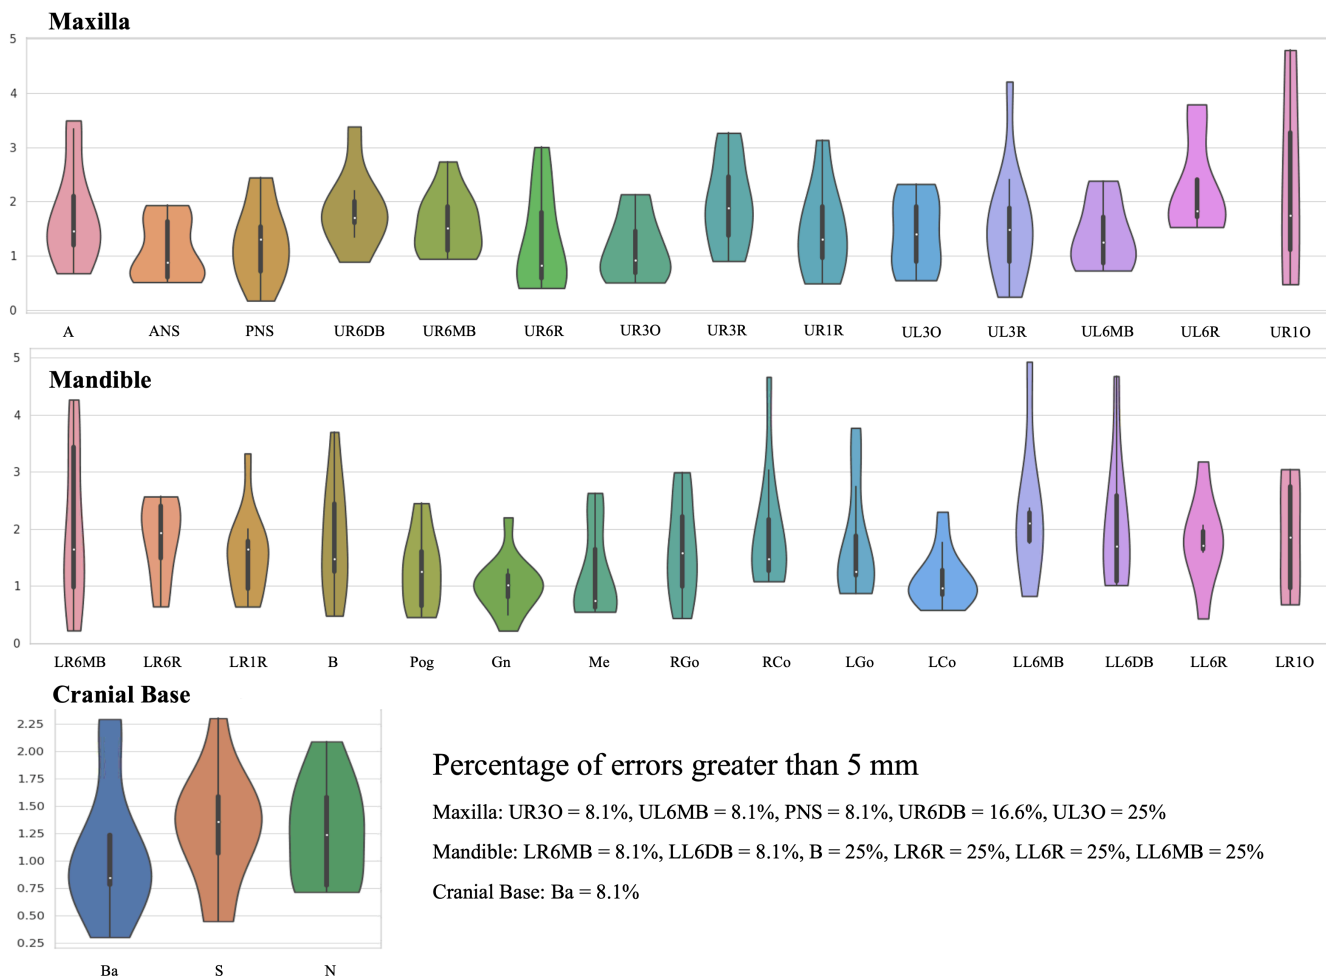 Maxilla
5
4
3
2
1
0
A ANS PNS UR6DB UR6MB UR6R UR3O UR3R UR1R UL3O UL3R UL6MB UL6R UR1O
5
Mandible
4
3
2
1
0
LR6MB LR6R LR1R B Pog Gn Me RGo RCo LGo LCo LL6MB LL6DB LL6R LR1O
Cranial Base
2.25
2.00
1.75
1.50
1.25
1.00
0.75
0.50
0.25
Ba S N
Percentage of errors greater than 5 mm
Maxilla: UR3O = 8.1%, UL6MB = 8.1%, PNS = 8.1%, UR6DB = 16.6%, UL3O = 25%
Mandible: LR6MB = 8.1%, LL6DB = 8.1%, B = 25%, LR6R = 25%, LL6R = 25%, LL6MB = 25%
Cranial Base: Ba = 8.1%